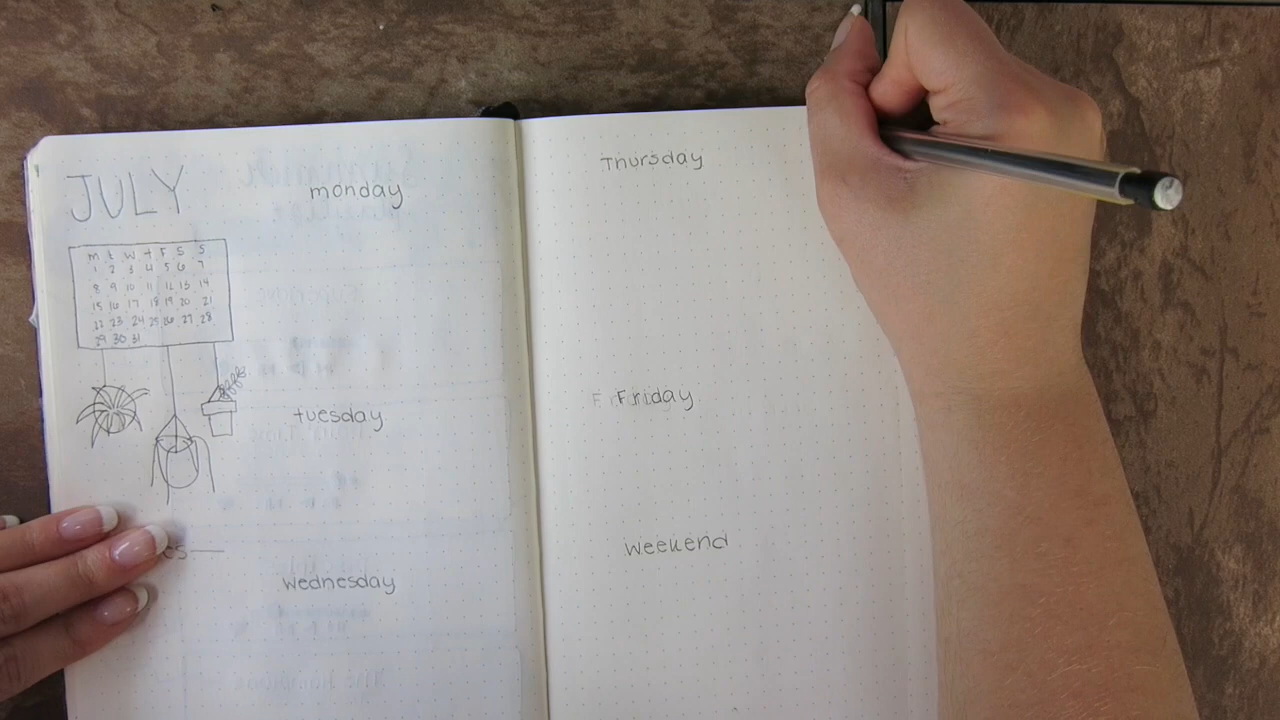 JULY
monday
M t W t F S S
1 2 3 4 5 6 7
8 9 10 11 12 13 14
15 16 17 18 19 20 21
22 23 24 25 26 27 28
29 30 31
tuesday
wednesday
Thursday
Friday
weekend